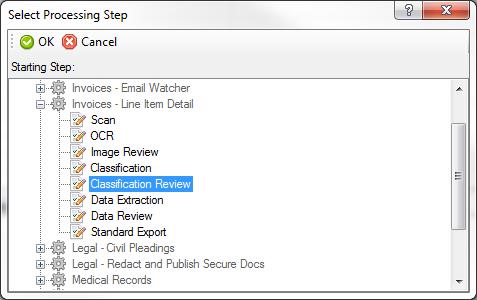 Select Processing Step
OK Cancel
Starting Step:
Invoices - Email Watcher
Invoices - Line Item Detail
Scan
OCR
Image Review
Classification
Classification Review
Data Extraction
Data Review
Standard Export
Legal - Civil Pleadings
Legal - Redact and Publish Secure Docs
Medical Records